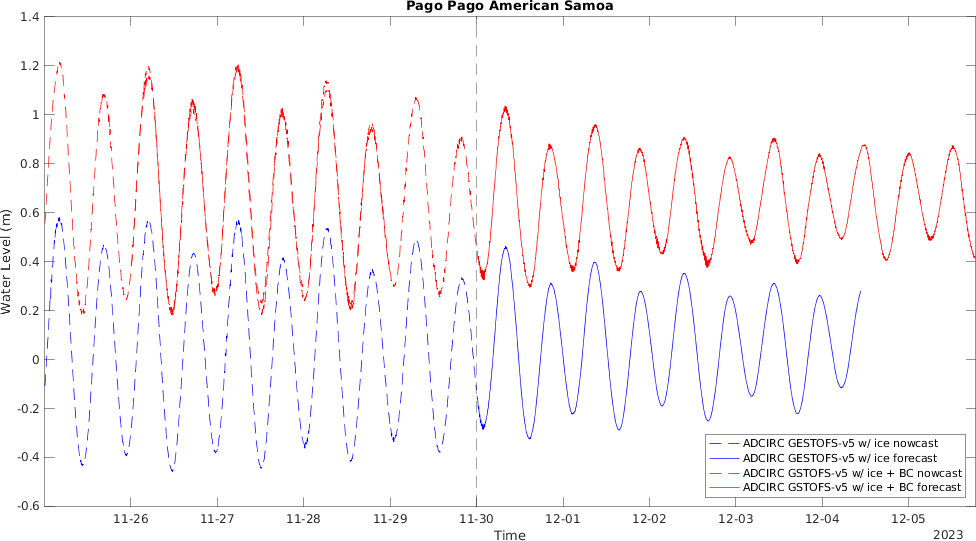 Pago Pago American Samoa
1.4
1.2
1
0.8
0.6
0.4
0.2
0
-0.2
-0.4
-0.6
Water Level (m)
ADCIRC GESTOFS-v5 w/ ice nowcast
ADCIRC GESTOFS-v5 w/ ice forecast
ADCIRC GSTOFS-v5 w/ ice + BC nowcast
ADCIRC GSTOFS-v5 w/ ice + BC forecast
11-26 11-27 11-28 11-29 11-30 12-01 12-02 12-03 12-04 12-05
Time
2023